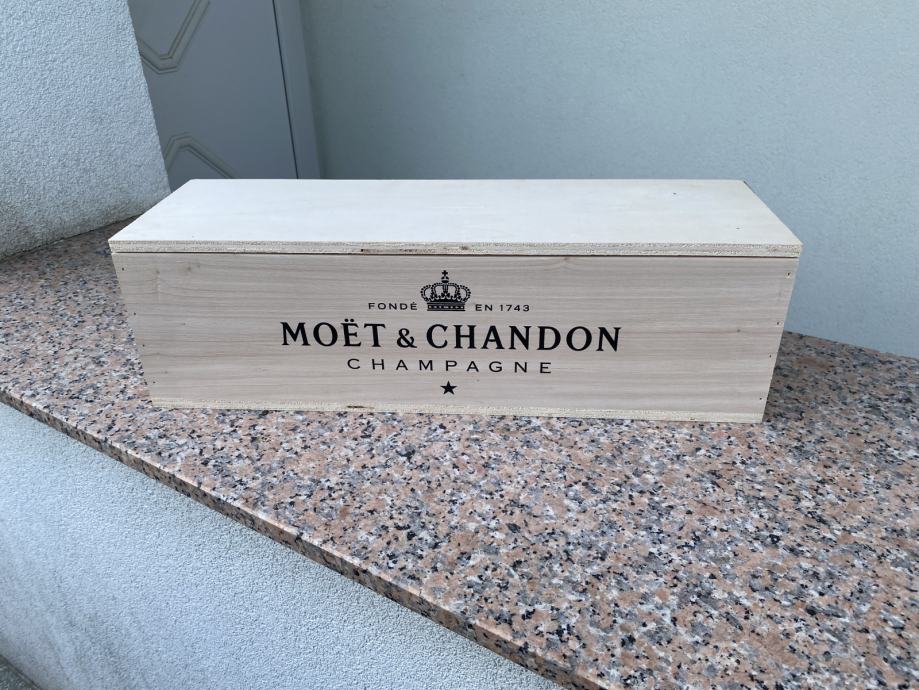 FONDÉ EN 1743
MOËT & CHANDON
CHAMPAGNE